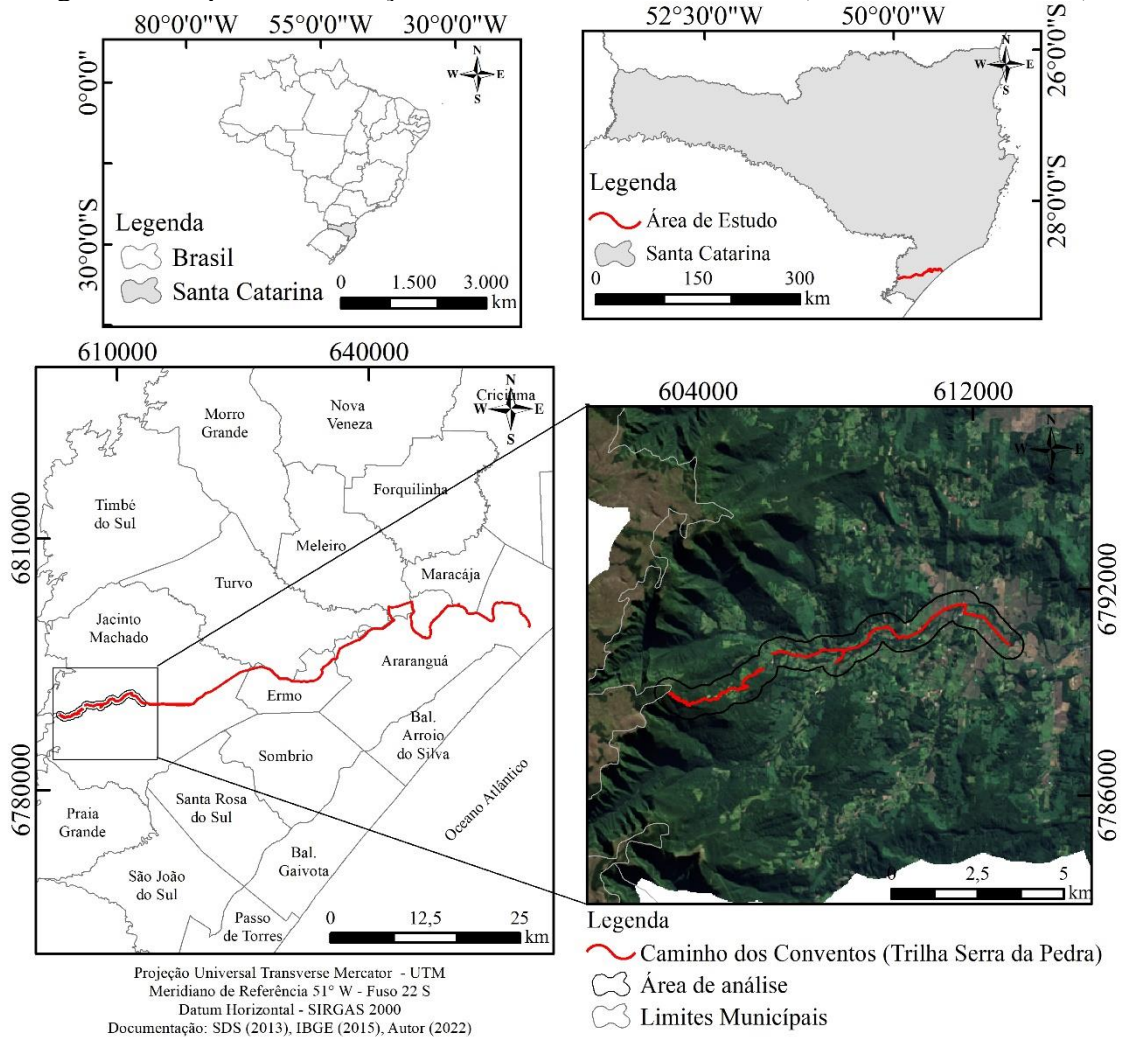 80°0'0"W 55°0'0"W 30°0'0"W
0°0'0"
30°0'0"S
N
W E
S
Legenda
Brasil
Santa Catarina
0 1.500 3.000
km
52°30'0"W 50°0'0"W
26°0'0"S
28°0'0"S
N
W E
S
Legenda
Área de Estudo
Santa Catarina
0 150 300
km
610000 640000
6810000
6780000
N
W E
S
Criciúma
Morro
Grande
Nova
Veneza
Forquilinha
Timbé
do Sul
Meleiro
Maracájá
Turvo
Jacinto
Machado
Araranguá
Ermo
Bal.
Arroio
do Silva
Sombrio
Santa Rosa
do Sul
Oceano Atlântico
Praia
Grande
Bal.
Gaivota
São João
do Sul
Passo
de Torres
0 12,5 25
km
Projeção Universal Transverse Mercator - UTM
Meridiano de Referência 51° W - Fuso 22 S
Datum Horizontal - SIRGAS 2000
Documentação: SDS (2013), IBGE (2015), Autor (2022)
604000 612000
6792000
6786000
N
W E
S
0 2,5 5
km
Legenda
Caminho dos Conventos (Trilha Serra da Pedra)
Área de análise
Limites Municípais